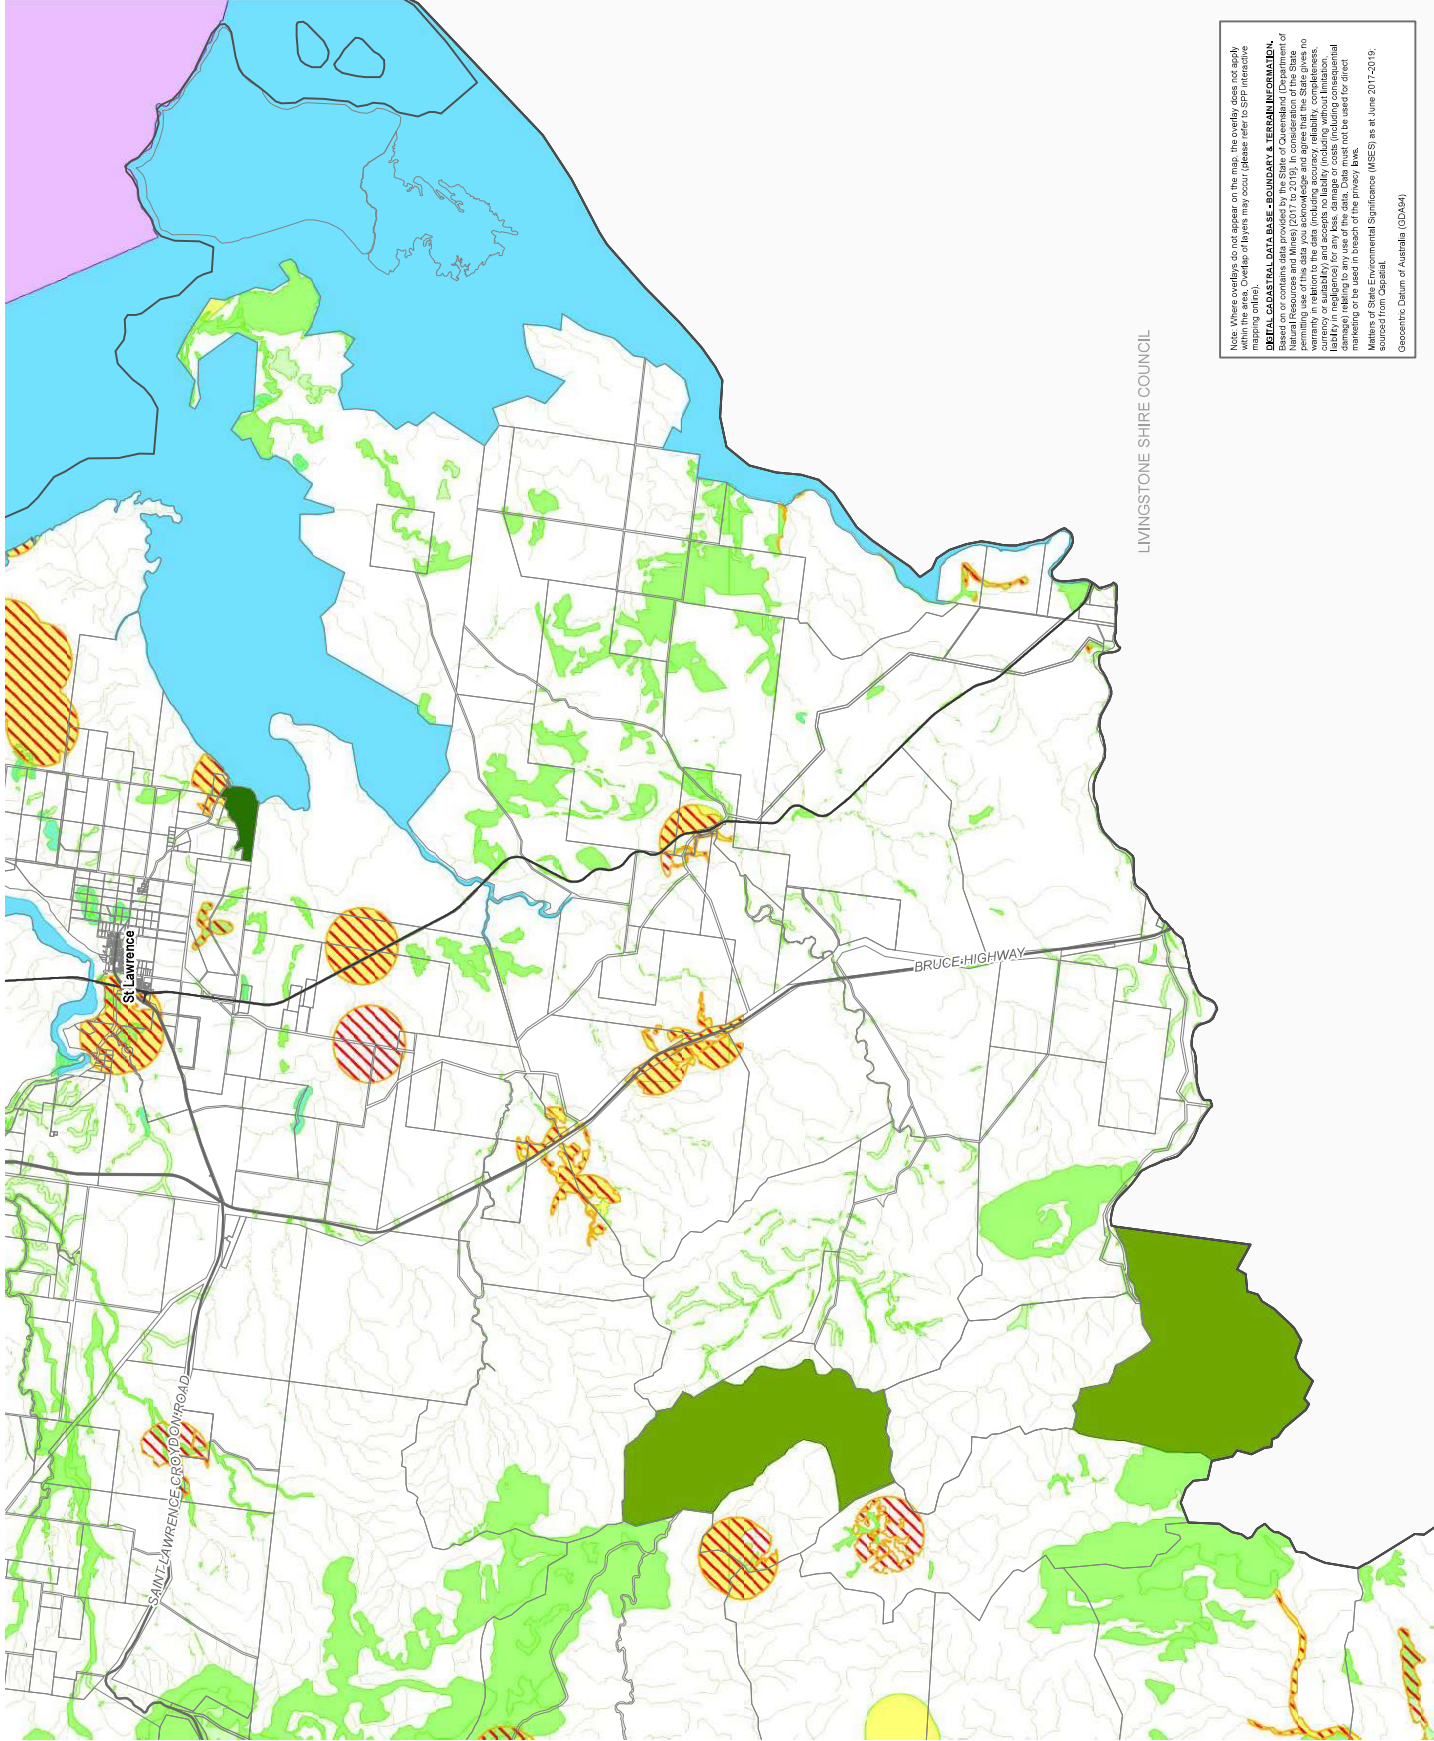 Note: Where overlays do not appear on the map, the overlay does not apply
within the area. Overlap of layers may occur (please refer to SPP interactive
mapping online).
DIGITAL CADASTRAL DATA BASE - BOUNDARY & TERRAIN INFORMATION.
Based on or contains data provided by the State of Queensland (Department of
Natural Resources and Mines) [2017 to 2019]. In consideration of the State
permitting use of this data you acknowledge and agree that the State gives no
warranty in relation to the data (including accuracy, reliability, completeness,
currency or suitability) and accepts no liability (including without limitation,
liability in negligence) for any loss, damage or costs (including consequential
damage) relating to any use of the data. Data must not be used for direct
marketing or be used in breach of the privacy laws.
Matters of State Environmental Significance (MSES) as at June 2017-2019,
sourced from Qspatial.
Geocentric Datum of Australia (GDA94)
LIVINGSTONE SHIRE COUNCIL
St Lawrence
BRUCE HIGHWAY
SAINT LAWRENCE CROYDON ROAD